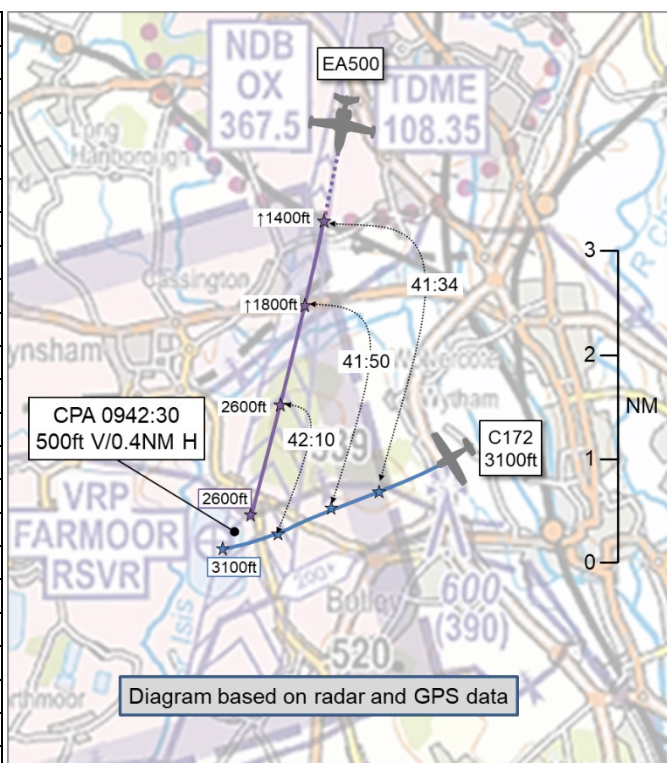 NDB
OX
367.5
EA500
TDME
108.35
Long
Hanborough
↑1400ft
3
Cassington
41:34
↑1800ft
ynsham
41:50
2
2600ft
Wytham
NM
CPA 0942:30
500ft V/0.4NM H
42:10
C172
3100ft
1
VRP
FARMOOR
RSVR
2600ft
3100ft
0
Isis
200
Botley
600
(390)
520
Diagram based on radar and GPS data